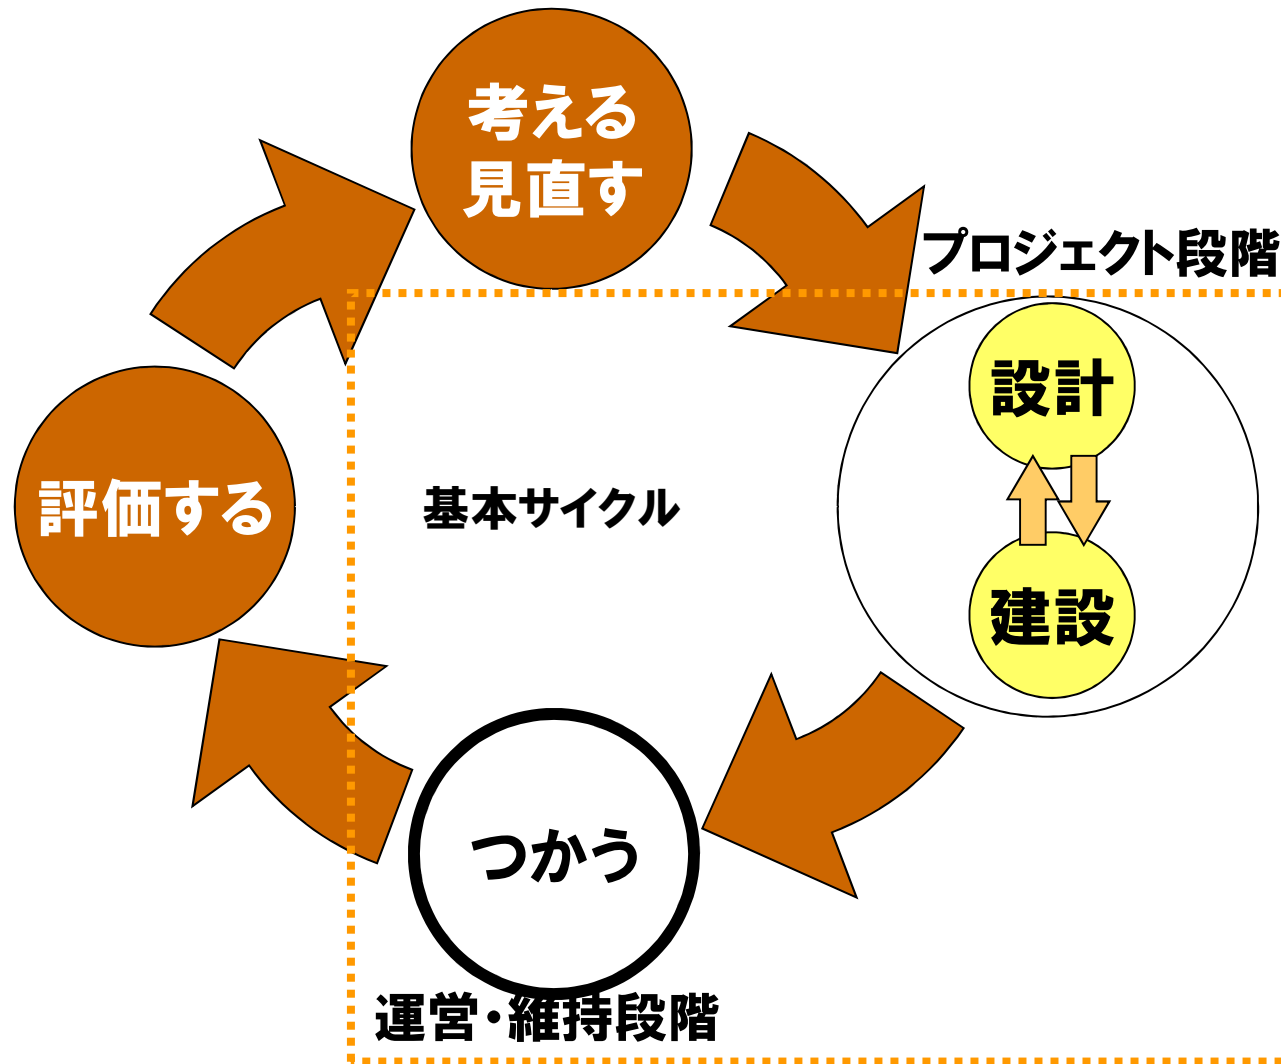 考える
見直す
プロジェクト段階
設計
評価する
基本サイクル
建設
つかう
運営・維持段階